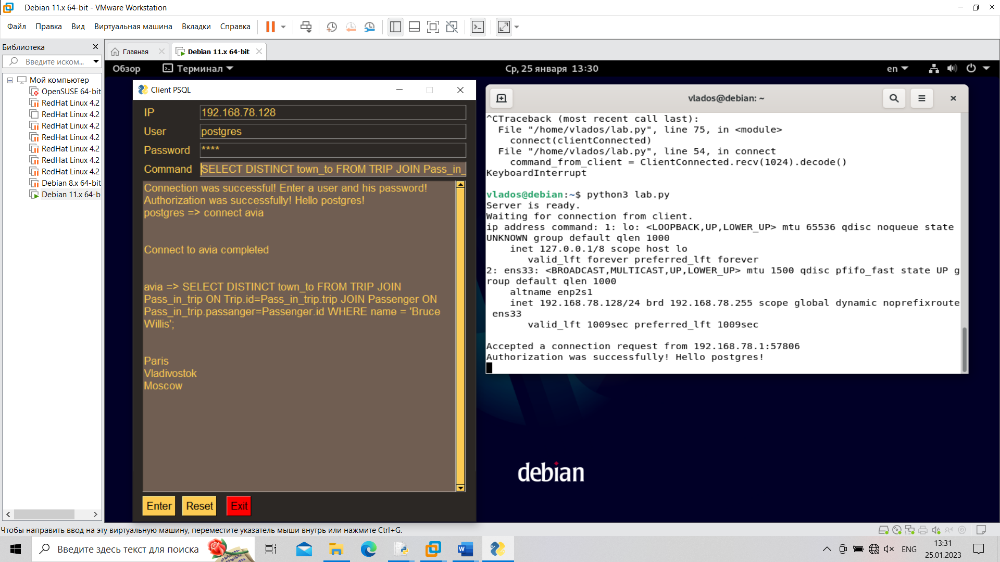 Debian 11.x 64-bit - VMware Workstation
Файл Правка Вид Виртуальная машина Вкладки Справка
Библиотека
Введите иском...
Мой компьютер
OpenSUSE 64-bit
RedHat Linux 4.2
RedHat Linux 4.2
RedHat Linux 4.2
RedHat Linux 4.2
RedHat Linux 4.2
RedHat Linux 4.2
RedHat Linux 4.2
Debian 8.x 64-bit
Debian 11.x 64-b
Главная
Debian 11.x 64-bit
Обзор Терминал Ср, 25 января 13:30 en
Client PSQL
IP 192.168.78.128
User postgres
Password ****
Command SELECT DISTINCT town_to FROM TRIP JOIN Pass_in_
Connection was successful! Enter a user and his password!
Authorization was successfully! Hello postgres!
postgres => connect avia
Connect to avia completed
avia => SELECT DISTINCT town_to FROM TRIP JOIN
Pass_in_trip ON Trip.id=Pass_in_trip.trip JOIN Passenger ON
Pass_in_trip.passanger=Passenger.id WHERE name = 'Bruce
Willis';
Paris
Vladivostok
Moscow
Enter Reset Exit
vlados@debian: ~
^CTraceback (most recent call last):
  File "/home/vlados/lab.py", line 75, in <module>
    connect(clientConnected)
  File "/home/vlados/lab.py", line 54, in connect
    command_from_client = ClientConnected.recv(1024).decode()
KeyboardInterrupt
vlados@debian:~$ python3 lab.py
Server is ready.
Waiting for connection from client.
ip address command: 1: lo: <LOOPBACK,UP,LOWER_UP> mtu 65536 qdisc noqueue state
UNKNOWN group default qlen 1000
    inet 127.0.0.1/8 scope host lo
       valid_lft forever preferred_lft forever
2: ens33: <BROADCAST,MULTICAST,UP,LOWER_UP> mtu 1500 qdisc pfifo_fast state UP g
roup default qlen 1000
    altname enp2s1
    inet 192.168.78.128/24 brd 192.168.78.255 scope global dynamic noprefixroute
 ens33
       valid_lft 1009sec preferred_lft 1009sec
Accepted a connection request from 192.168.78.1:57806
Authorization was successfully! Hello postgres!
debian
Чтобы направить ввод на эту виртуальную машину, переместите указатель мыши внутрь или нажмите Ctrl+G.
Введите здесь текст для поиска
ENG
13:31
25.01.2023